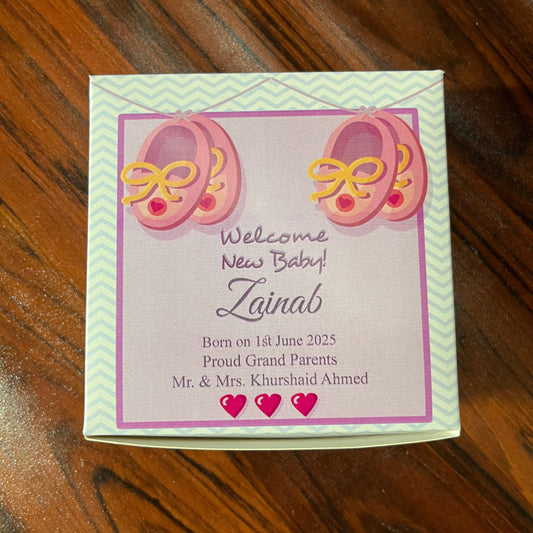 Welcome
New Baby!
Zainab
Born on 1st June 2025
Proud Grand Parents
Mr. & Mrs. Khurshaid Ahmed